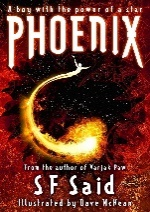 A boy with the power of a star
PHOENIX
From the author of Varjak Paw
SF Said
Illustrated by Dave McKean